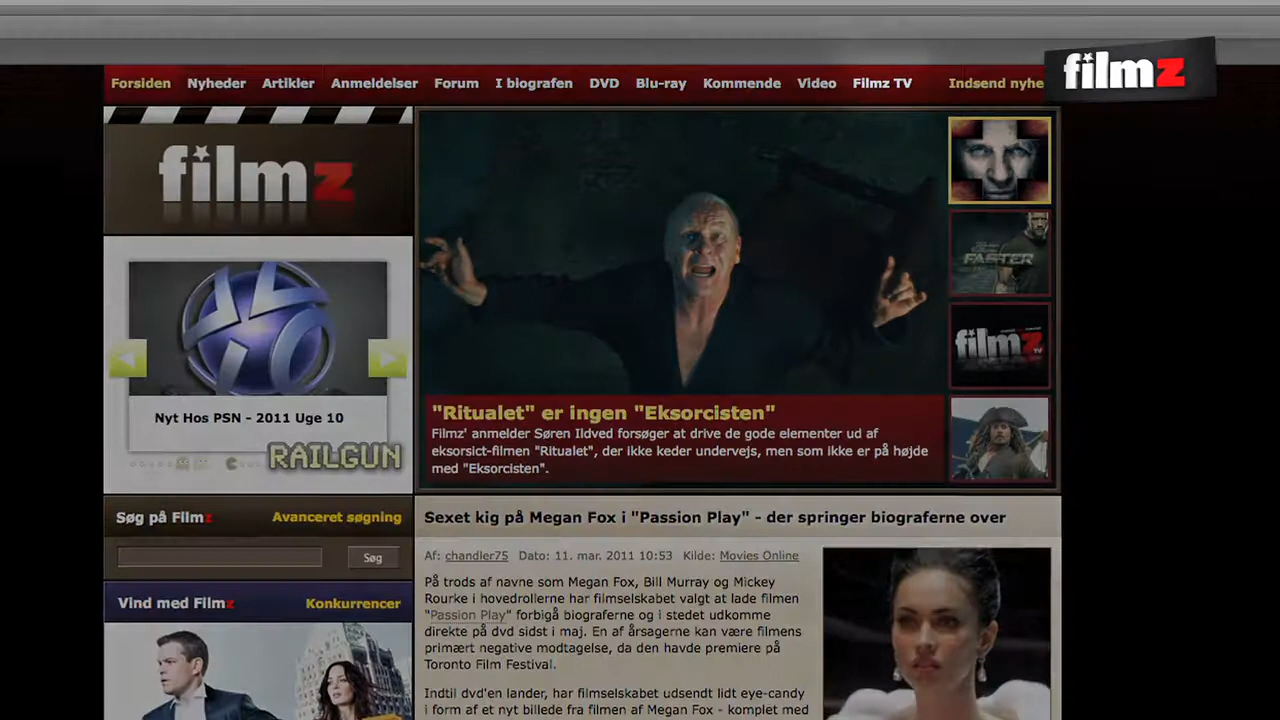 Forsiden Nyheder Artikler Anmeldelser Forum I biografen DVD Blu-ray Kommende Video Filmz TV Indsend nyhe
filmz
filmz
Nyt Hos PSN - 2011 Uge 10
RAILGUN
FASTER
filmz
TV
"Ritualet" er ingen "Eksorcisten"
Filmz' anmelder Søren Ildved forsøger at drive de gode elementer ud af
eksorsict-filmen "Ritualet", der ikke keder undervejs, men som ikke er på højde
med "Eksorcisten".
Søg på Filmz Avanceret søgning
Søg
Vind med Filmz Konkurrencer
Sexet kig på Megan Fox i "Passion Play" - der springer biograferne over
Af: chandler75 Dato: 11. mar. 2011 10:53 Kilde: Movies Online
På trods af navne som Megan Fox, Bill Murray og Mickey
Rourke i hovedrollerne har filmselskabet valgt at lade filmen
"Passion Play" forbigå biograferne og i stedet udkomme
direkte på dvd sidst i maj. En af årsagerne kan være filmens
primært negative modtagelse, da den havde premiere på
Toronto Film Festival.
Indtil dvd'en lander, har filmselskabet udsendt lidt eye-candy
i form af et nyt billede fra filmen af Megan Fox - komplet med